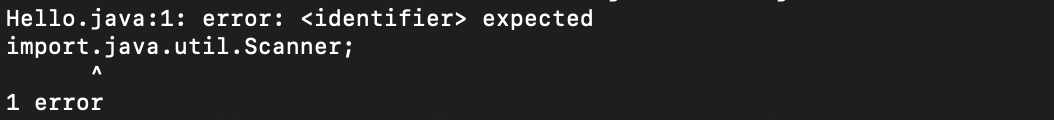 Hello.java:1: error: <identifier> expected
import.java.util.Scanner;
^
1 error